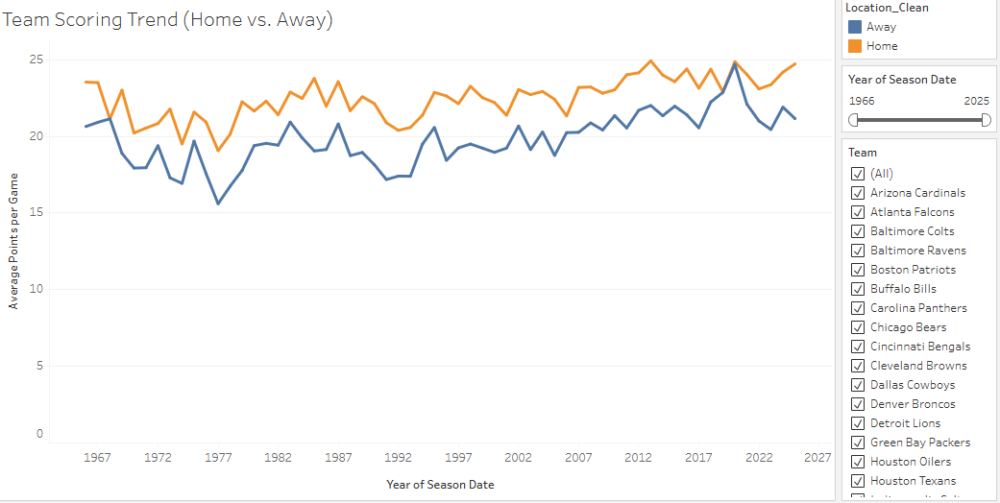 Team Scoring Trend (Home vs. Away)
25
20
15
10
5
0
Average Points per Game
1967 1972 1977 1982 1987 1992 1997 2002 2007 2012 2017 2022 2027
Year of Season Date
Location_Clean
Away
Home
Year of Season Date
1966 2025
Team
(All)
Arizona Cardinals
Atlanta Falcons
Baltimore Colts
Baltimore Ravens
Boston Patriots
Buffalo Bills
Carolina Panthers
Chicago Bears
Cincinnati Bengals
Cleveland Browns
Dallas Cowboys
Denver Broncos
Detroit Lions
Green Bay Packers
Houston Oilers
Houston Texans